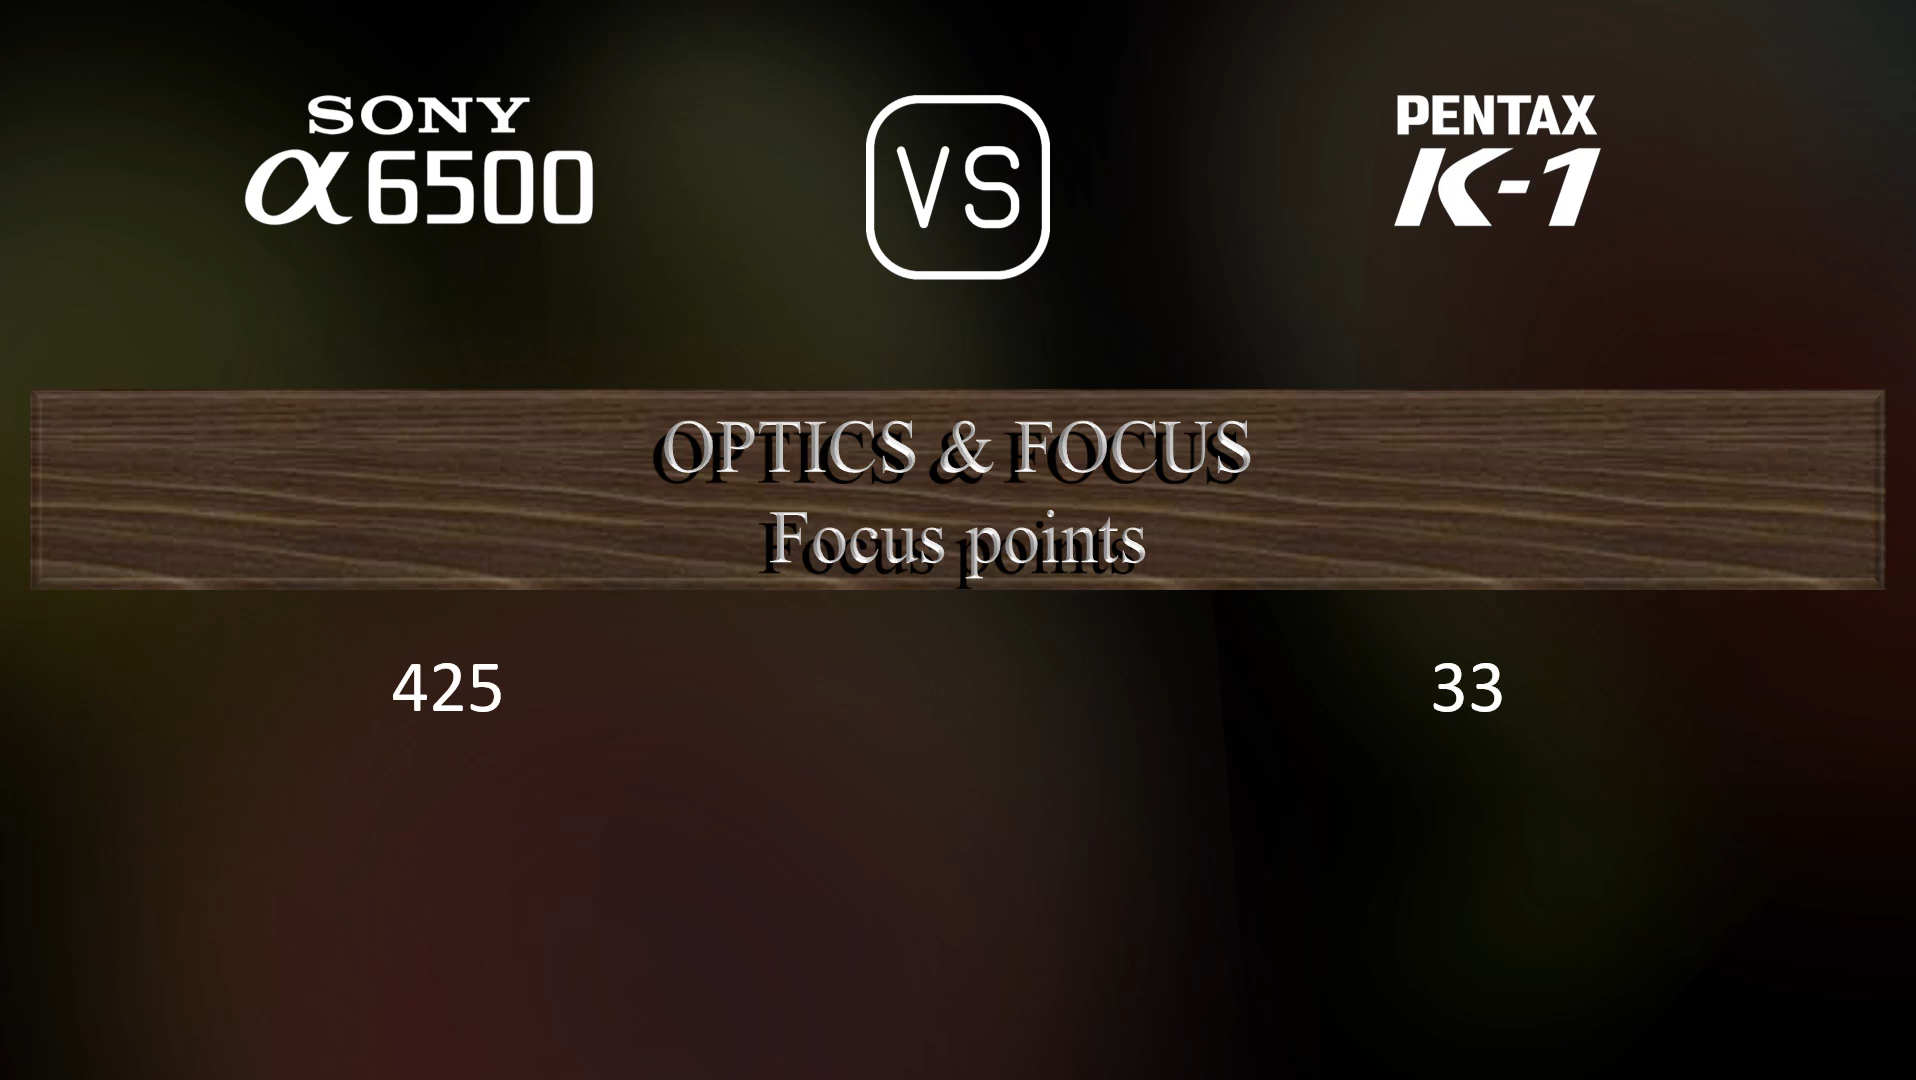 SONY
α6500
VS
PENTAX
K-1
OPTICS & FOCUS
Focus points
425
33